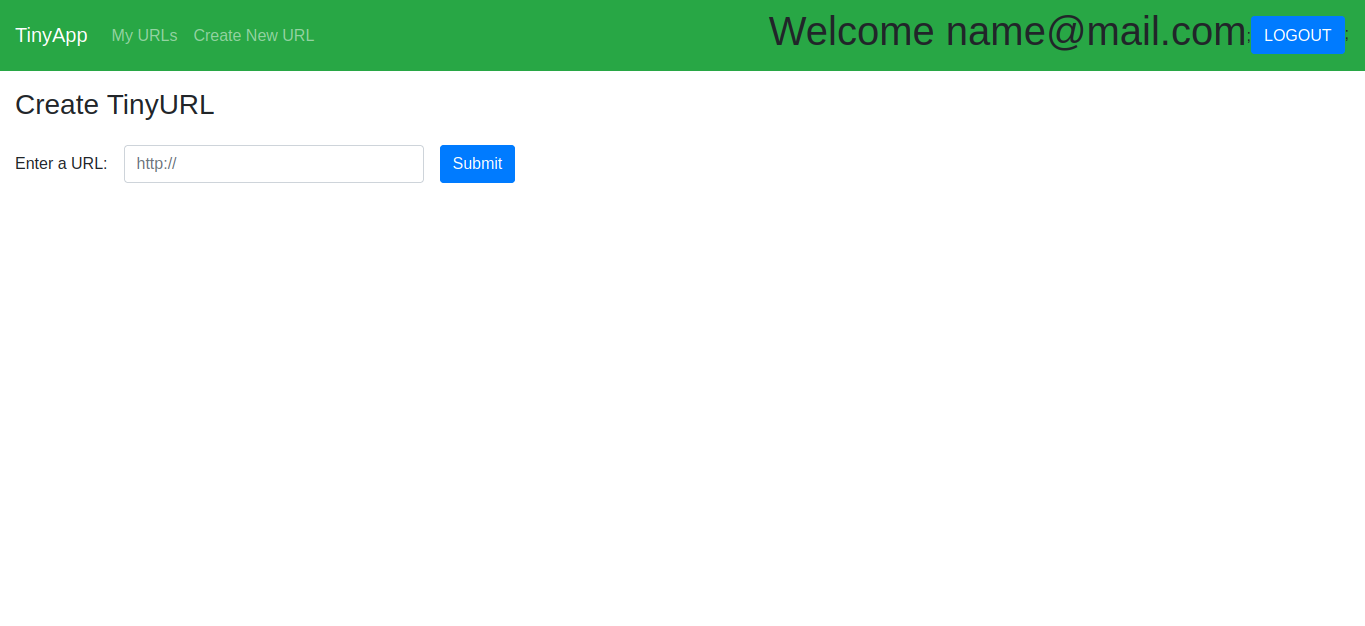 TinyApp My URLs Create New URL Welcome name@mail.com; LOGOUT ;
Create TinyURL
Enter a URL: http:// Submit